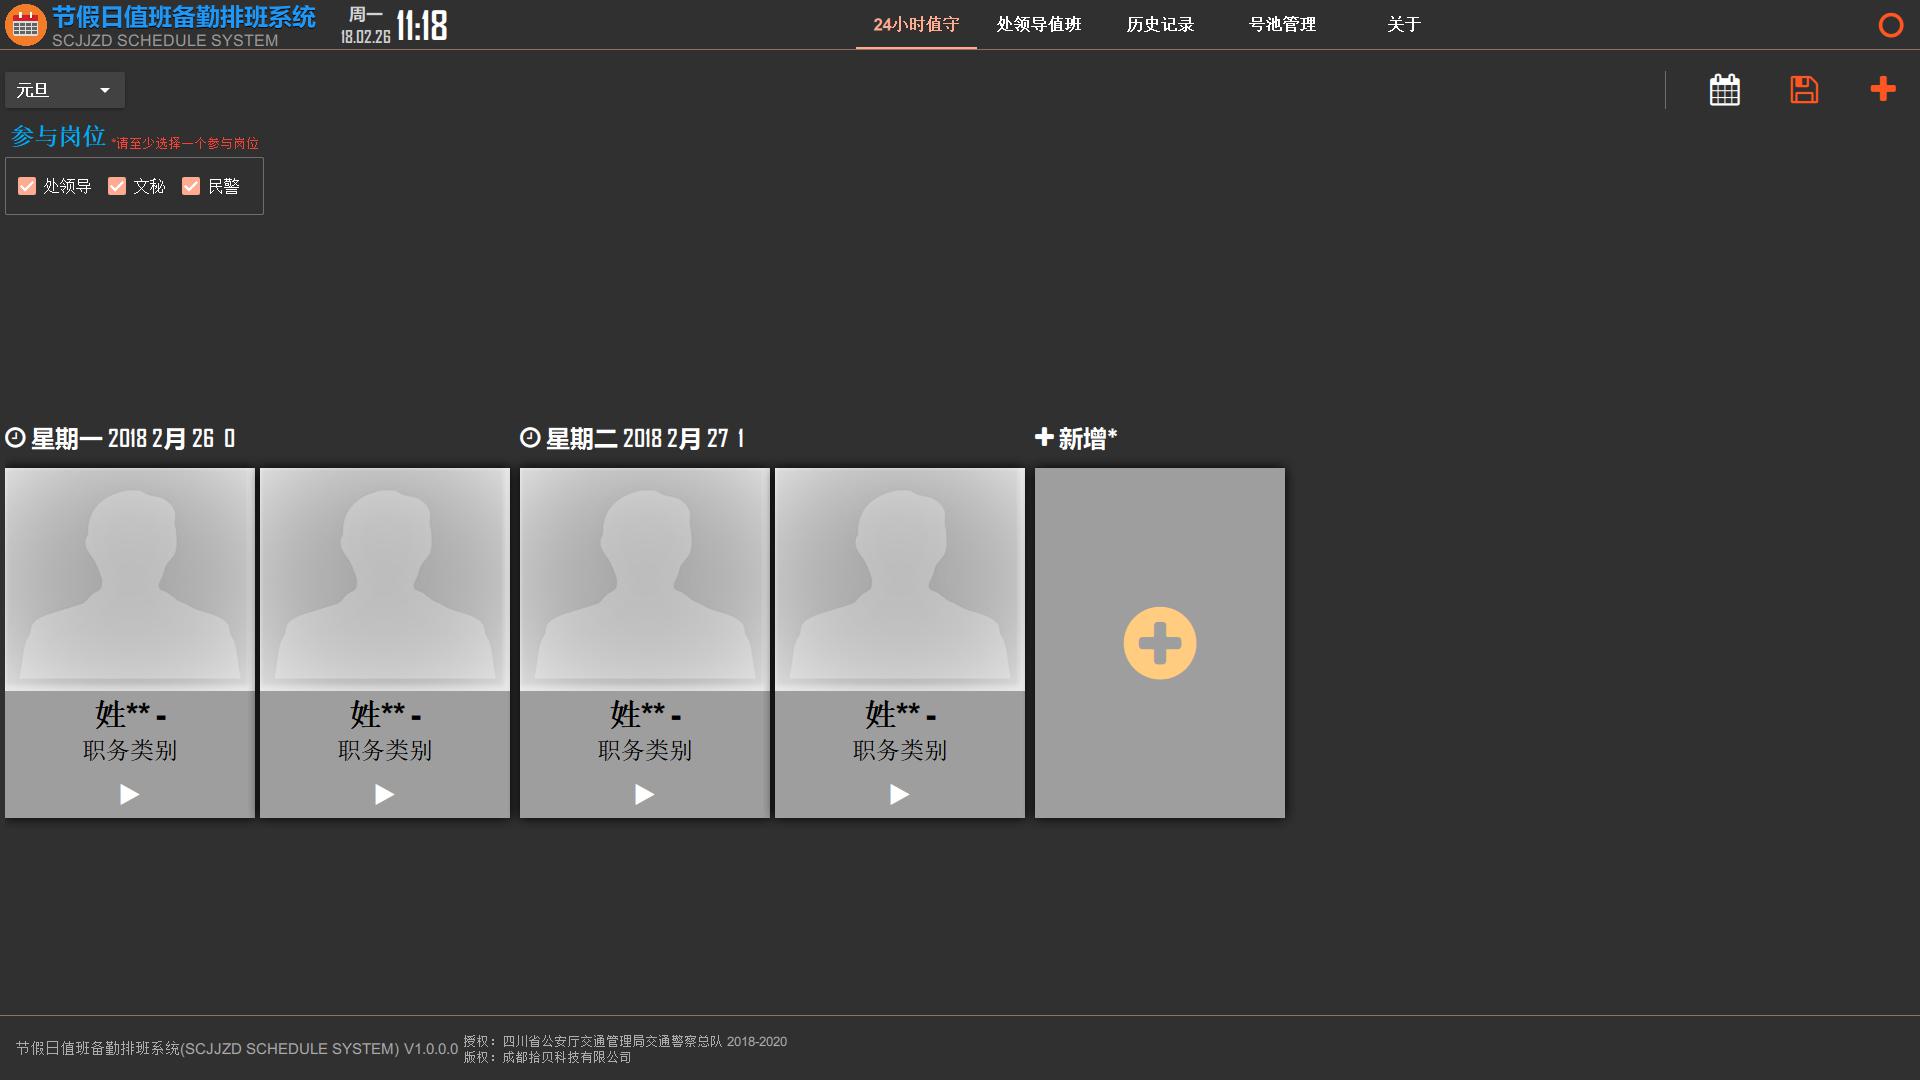 节假日值班备勤排班系统
SCJJZD SCHEDULE SYSTEM
周一
18.02.26
11:18
24小时值守
处领导值班
历史记录
号池管理
关于
元旦
参与岗位 *请至少选择一个参与岗位
处领导
文秘
民警
星期一 2018 2月 26 0
星期二 2018 2月 27 1
新增*
姓** -
职务类别
姓** -
职务类别
姓** -
职务类别
姓** -
职务类别
节假日值班备勤排班系统(SCJJZD SCHEDULE SYSTEM) V1.0.0.0
授权：四川省公安厅交通管理局交通警察总队 2018-2020
版权：成都拾贝科技有限公司